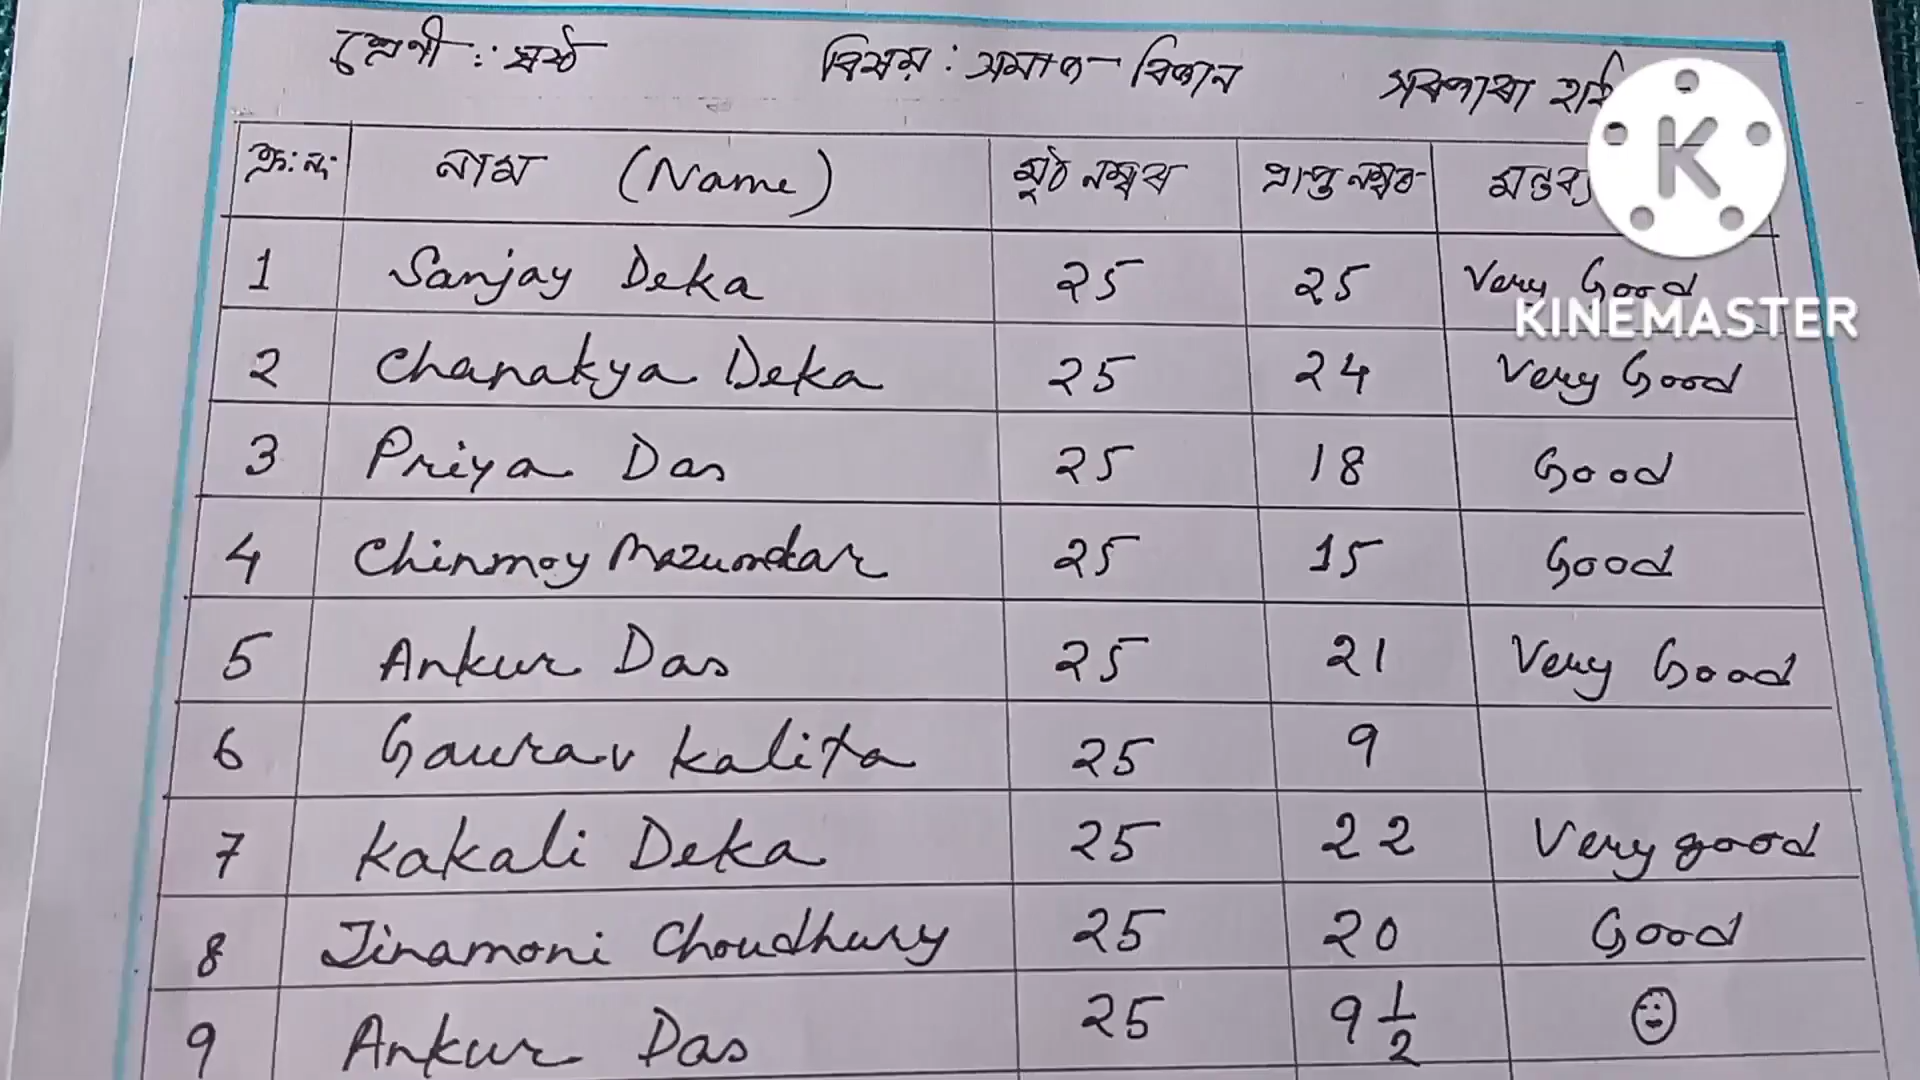 শ্ৰেণী : ষষ্ঠ বিষয় : সমাজ-বিজ্ঞান
ক্ৰ: নং নাম (Name) মুঠ নম্বৰ প্ৰাপ্ত নম্বৰ মন্তব্য
1 Sanjay Deka 25 25 Very Good
KINEMASTER
2 Chanakya Deka 25 24 Very Good
3 Priya Das 25 18 Good
4 Chinmoy Mazumdar 25 15 Good
5 Ankur Das 25 21 Very Good
6 Gaurav Kalita 25 9
7 Kakali Deka 25 22 Very good
8 Jinamoni Choudhury 25 20 Good
9 Ankur Das 25 9 1/2